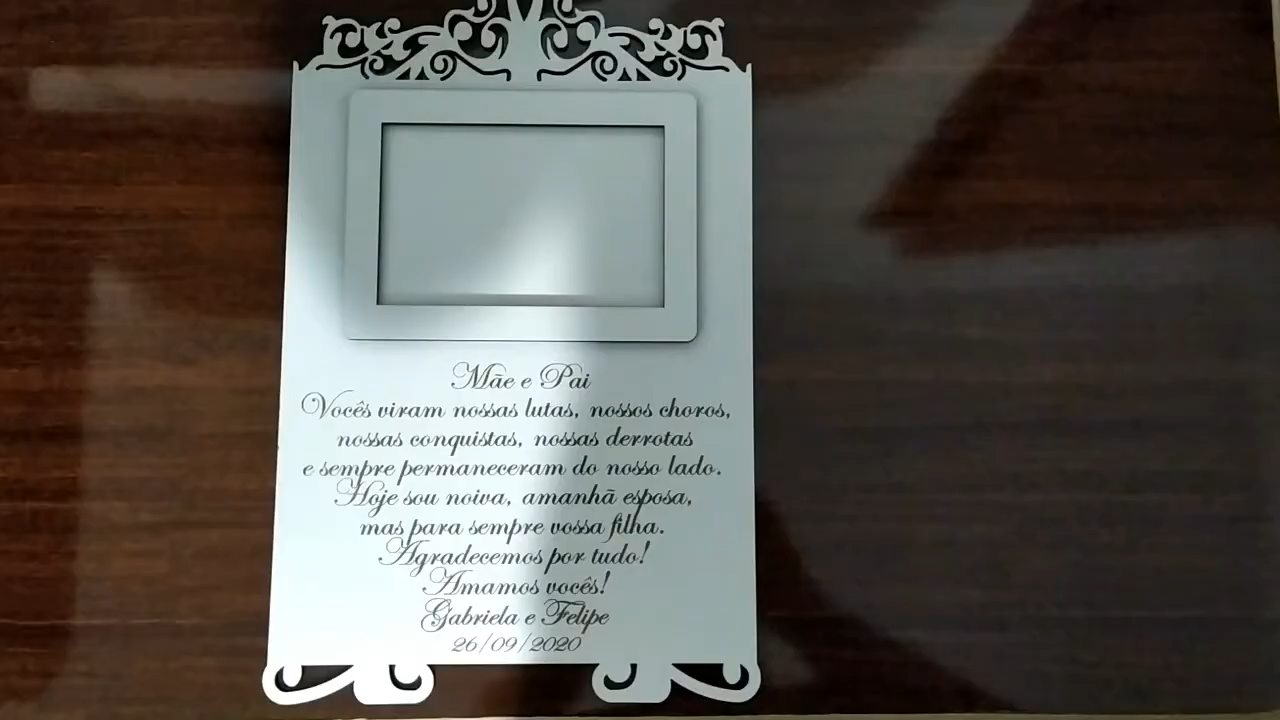 Mãe e Pai
Vocês viram nossas lutas, nossos choros,
nossas conquistas, nossas derrotas
e sempre permaneceram do nosso lado.
Hoje sou noiva, amanhã esposa,
mas para sempre vossa filha.
Agradecemos por tudo!
Amamos vocês!
Gabriela e Felipe
26/09/2020